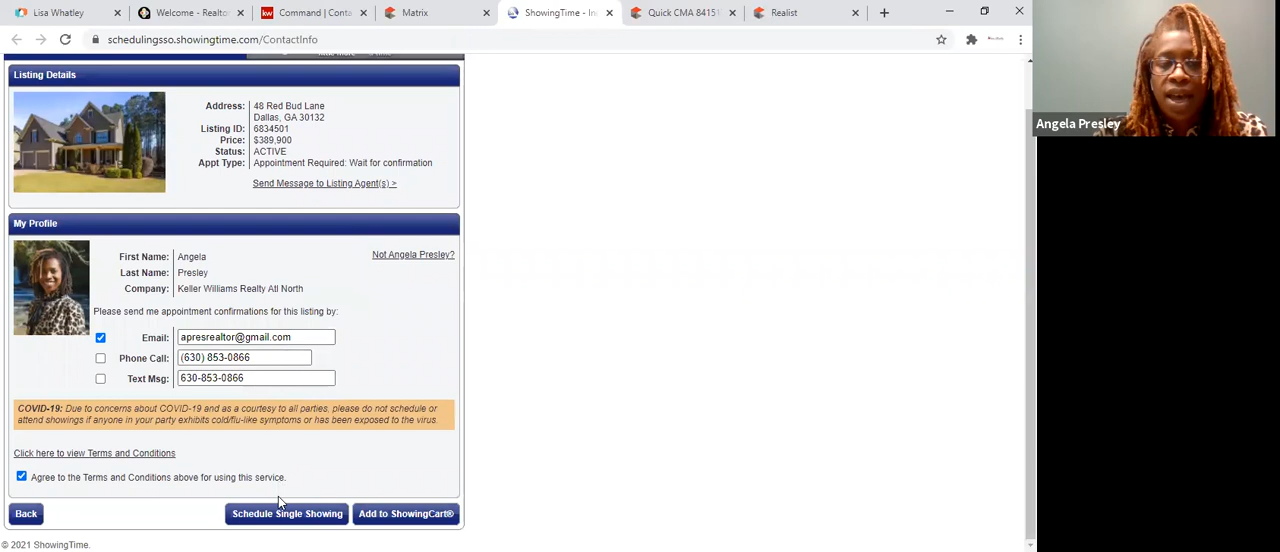 Lisa Whatley
Welcome - Realto
Command | Conta
Matrix
ShowingTime - In
Quick CMA 84151
Realist
schedulingsso.showingtime.com/ContactInfo
Angela Presley
Listing Details
Address: 48 Red Bud Lane
Dallas, GA 30132
Listing ID: 6834501
Price: $389,900
Status: ACTIVE
Appt Type: Appointment Required: Wait for confirmation
Send Message to Listing Agent(s) >
My Profile
First Name: Angela
Not Angela Presley?
Last Name: Presley
Company: Keller Williams Realty Atl North
Please send me appointment confirmations for this listing by:
Email: apresrealtor@gmail.com
Phone Call: (630) 853-0866
Text Msg: 630-853-0866
COVID-19: Due to concerns about COVID-19 and as a courtesy to all parties, please do not schedule or
attend showings if anyone in your party exhibits cold/flu-like symptoms or has been exposed to the virus.
Click here to view Terms and Conditions
Agree to the Terms and Conditions above for using this service.
Back
Schedule Single Showing
Add to ShowingCart®
© 2021 ShowingTime.